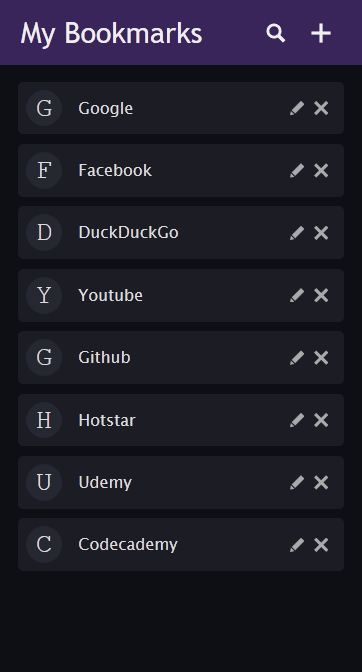 My Bookmarks
G Google
F Facebook
D DuckDuckGo
Y Youtube
G Github
H Hotstar
U Udemy
C Codecademy